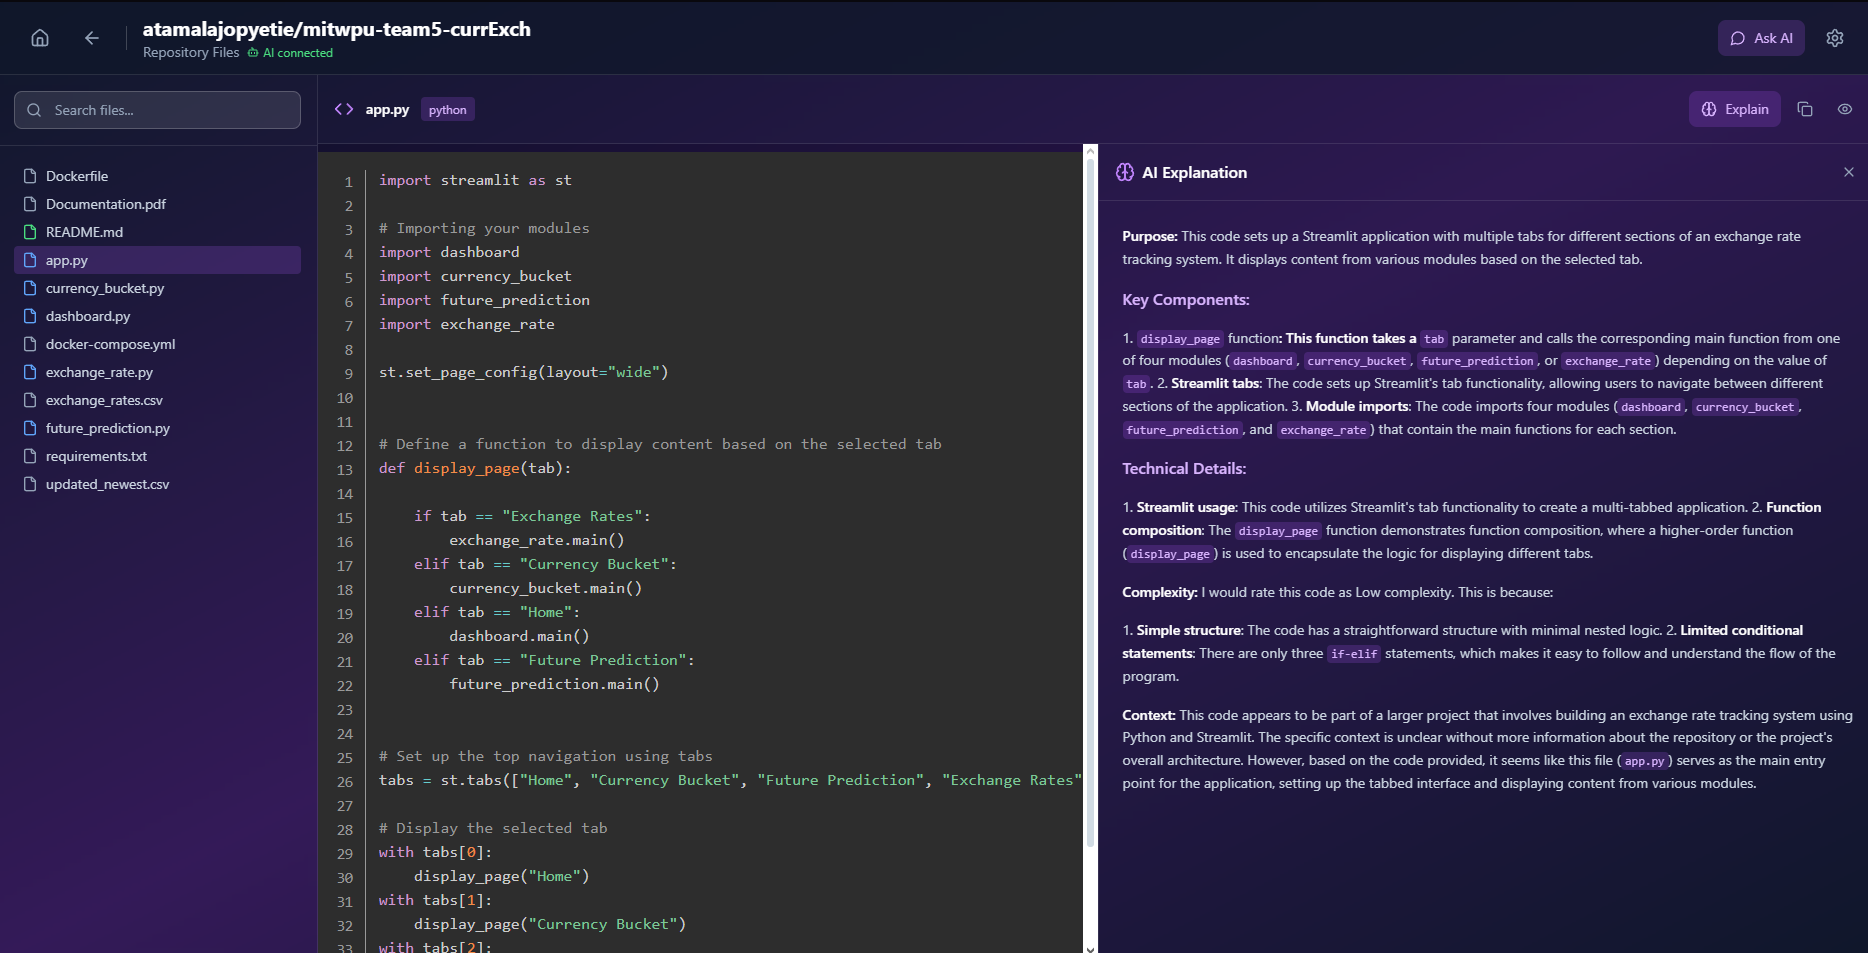 atamalajopyetie/mitwpu-team5-currExch
Repository Files AI connected
Ask AI
Search files...
Dockerfile
Documentation.pdf
README.md
app.py
currency_bucket.py
dashboard.py
docker-compose.yml
exchange_rate.py
exchange_rates.csv
future_prediction.py
requirements.txt
updated_newest.csv
app.py python
Explain
1 import streamlit as st
2
3 # Importing your modules
4 import dashboard
5 import currency_bucket
6 import future_prediction
7 import exchange_rate
8
9 st.set_page_config(layout="wide")
10
11
12 # Define a function to display content based on the selected tab
13 def display_page(tab):
14
15     if tab == "Exchange Rates":
16         exchange_rate.main()
17     elif tab == "Currency Bucket":
18         currency_bucket.main()
19     elif tab == "Home":
20         dashboard.main()
21     elif tab == "Future Prediction":
22         future_prediction.main()
23
24
25 # Set up the top navigation using tabs
26 tabs = st.tabs(["Home", "Currency Bucket", "Future Prediction", "Exchange Rates"
27
28 # Display the selected tab
29 with tabs[0]:
30     display_page("Home")
31 with tabs[1]:
32     display_page("Currency Bucket")
33 with tabs[2]:
AI Explanation
Purpose: This code sets up a Streamlit application with multiple tabs for different sections of an exchange rate
tracking system. It displays content from various modules based on the selected tab.
Key Components:
1. display_page function: This function takes a tab parameter and calls the corresponding main function from one
of four modules (dashboard, currency_bucket, future_prediction, or exchange_rate) depending on the value of
tab. 2. Streamlit tabs: The code sets up Streamlit's tab functionality, allowing users to navigate between different
sections of the application. 3. Module imports: The code imports four modules (dashboard, currency_bucket,
future_prediction, and exchange_rate) that contain the main functions for each section.
Technical Details:
1. Streamlit usage: This code utilizes Streamlit's tab functionality to create a multi-tabbed application. 2. Function
composition: The display_page function demonstrates function composition, where a higher-order function
(display_page) is used to encapsulate the logic for displaying different tabs.
Complexity: I would rate this code as Low complexity. This is because:
1. Simple structure: The code has a straightforward structure with minimal nested logic. 2. Limited conditional
statements: There are only three if-elif statements, which makes it easy to follow and understand the flow of the
program.
Context: This code appears to be part of a larger project that involves building an exchange rate tracking system using
Python and Streamlit. The specific context is unclear without more information about the repository or the project's
overall architecture. However, based on the code provided, it seems like this file (app.py) serves as the main entry
point for the application, setting up the tabbed interface and displaying content from various modules.